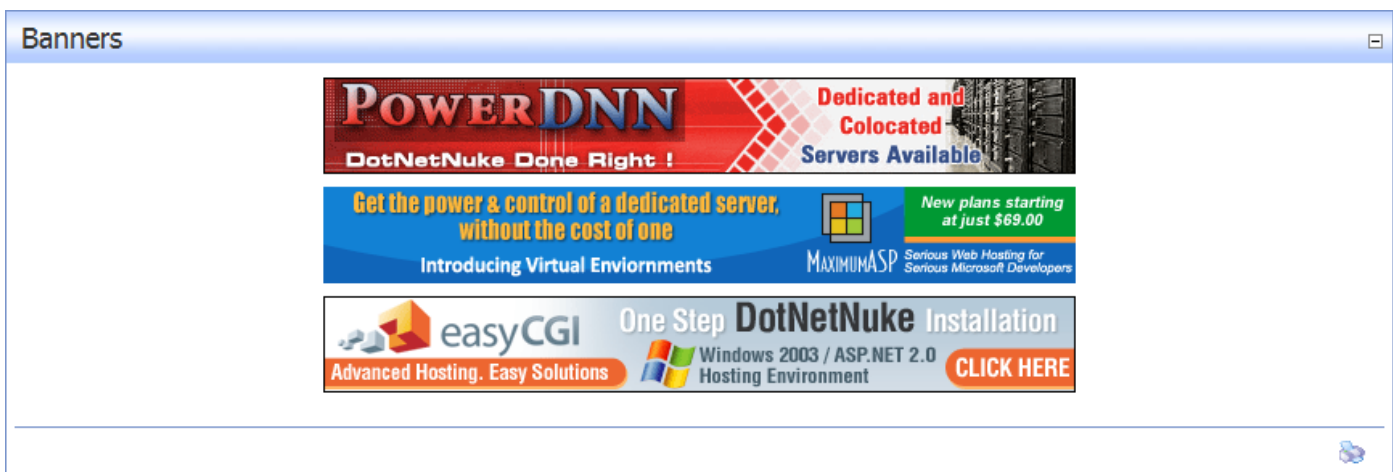 Banners
POWERDNN
DotNetNuke Done Right !
Dedicated and
Colocated
Servers Available
Get the power & control of a dedicated server,
without the cost of one
Introducing Virtual Enviornments
MAXIMUMASP
New plans starting
at just $69.00
Serious Web Hosting for
Serious Microsoft Developers
easyCGI
Advanced Hosting. Easy Solutions
One Step DotNetNuke Installation
Windows 2003 / ASP.NET 2.0
Hosting Environment
CLICK HERE